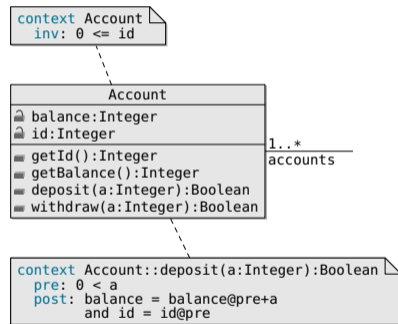 context Account
inv: 0 <= id
Account
balance:Integer
id:Integer
getId():Integer
getBalance():Integer
deposit(a:Integer):Boolean
withdraw(a:Integer):Boolean
1..*
accounts
context Account::deposit(a:Integer):Boolean
pre: 0 < a
post: balance = balance@pre+a
and id = id@pre